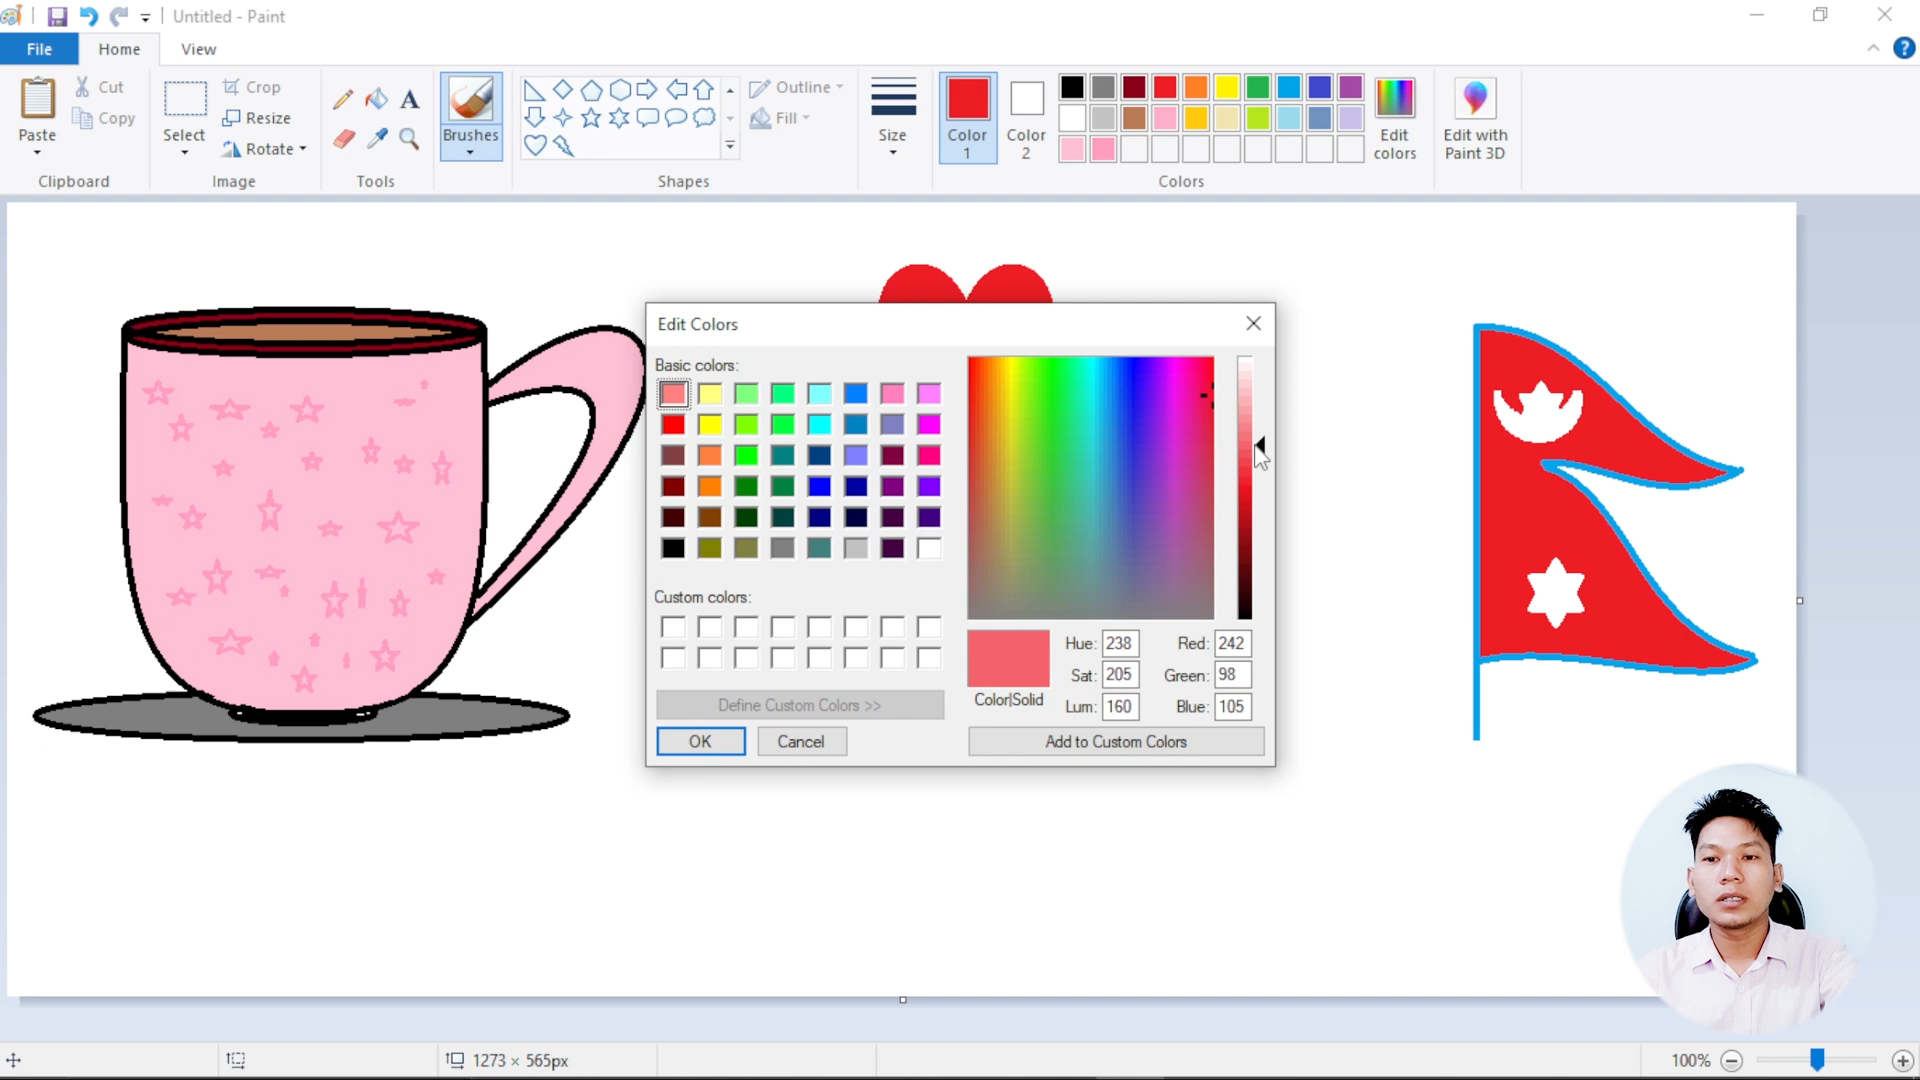 Untitled - Paint
File
Home
View
Paste
Cut
Copy
Clipboard
Select
Crop
Resize
Rotate
Image
A
Tools
Brushes
Shapes
Outline
Fill
Size
Color
1
Color
2
Colors
Edit
colors
Edit with
Paint 3D
?
Edit Colors
Basic colors:
Custom colors:
Define Custom Colors >>
OK
Cancel
Color|Solid
Hue: 238
Sat: 205
Lum: 160
Red: 242
Green: 98
Blue: 105
Add to Custom Colors
1273 × 565px
100%